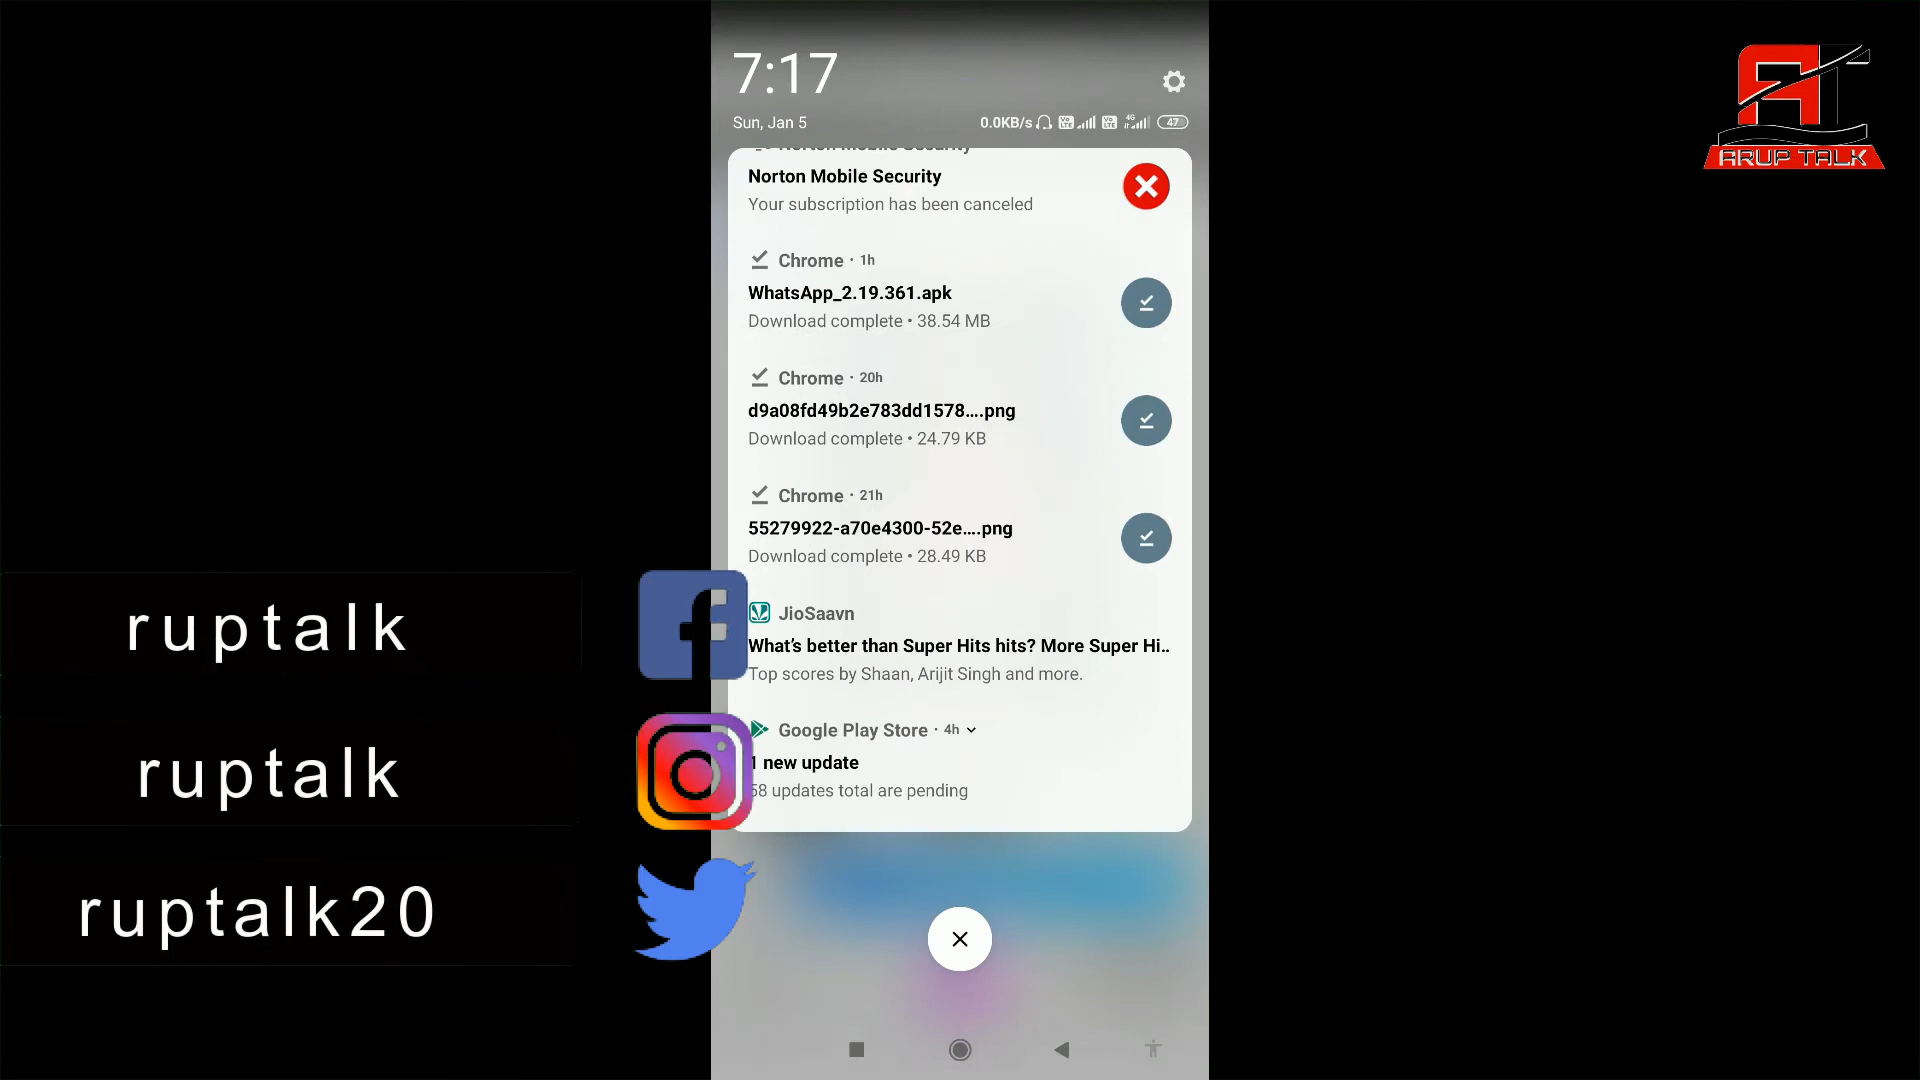 7:17
Sun, Jan 5
0.0KB/s
4G
47
ARUP TALK
Norton Mobile Security
Norton Mobile Security
Your subscription has been canceled
Chrome · 1h
WhatsApp_2.19.361.apk
Download complete • 38.54 MB
Chrome · 20h
d9a08fd49b2e783dd1578....png
Download complete • 24.79 KB
Chrome · 21h
55279922-a70e4300-52e....png
Download complete • 28.49 KB
JioSaavn
What's better than Super Hits hits? More Super Hi..
Top scores by Shaan, Arijit Singh and more.
Google Play Store · 4h
1 new update
58 updates total are pending
ruptalk
ruptalk
ruptalk20